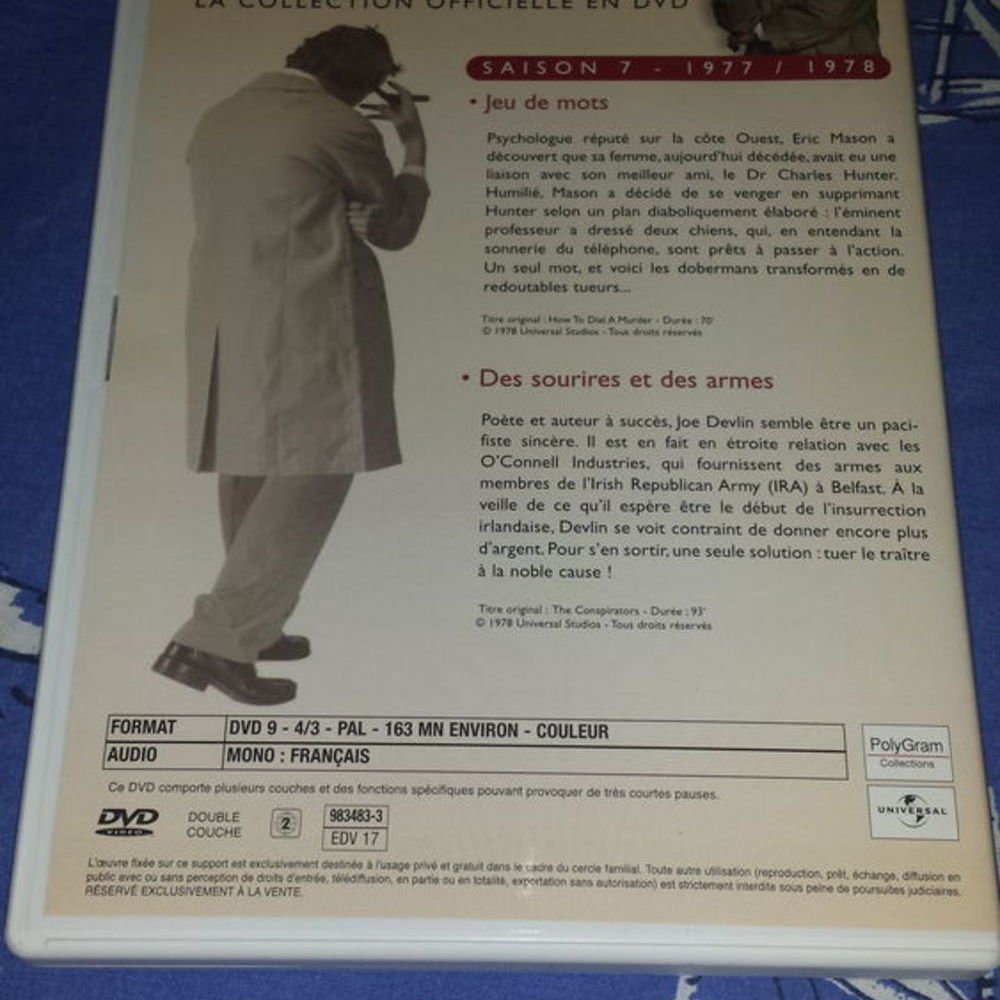 LA COLLECTION OFFICIELLE EN DVD
SAISON 7 - 1977 / 1978
• Jeu de mots
Psychologue réputé sur la côte Ouest, Eric Mason a
découvert que sa femme, aujourd'hui décédée, avait eu une
liaison avec son meilleur ami, le Dr Charles Hunter.
Humilié, Mason a décidé de se venger en supprimant
Hunter selon un plan diaboliquement élaboré : l'éminent
professeur a dressé deux chiens, qui, en entendant la
sonnerie du téléphone, sont prêts à passer à l'action.
Un seul mot, et voici les dobermans transformés en de
redoutables tueurs...
Titre original : How To Dial A Murder - Durée : 70'
© 1978 Universal Studios - Tous droits réservés
• Des sourires et des armes
Poète et auteur à succès, Joe Devlin semble être un paci-
fiste sincère. Il est en fait en étroite relation avec les
O'Connell Industries, qui fournissent des armes aux
membres de l'Irish Republican Army (IRA) à Belfast. À la
veille de ce qu'il espère être le début de l'insurrection
irlandaise, Devlin se voit contraint de donner encore plus
d'argent. Pour s'en sortir, une seule solution : tuer le traître
à la noble cause !
Titre original : The Conspirators - Durée : 93'
© 1978 Universal Studios - Tous droits réservés
FORMAT DVD 9 - 4/3 - PAL - 163 MN ENVIRON - COULEUR
AUDIO MONO : FRANÇAIS
PolyGram
Collections
Ce DVD comporte plusieurs couches et des fonctions spécifiques pouvant provoquer de très courtes pauses.
DVD
VIDEO
DOUBLE
COUCHE
2
983483-3
EDV 17
UNIVERSAL
L'œuvre fixée sur ce support est exclusivement destinée à l'usage privé et gratuit dans le cadre du cercle familial. Toute autre utilisation (reproduction, prêt, échange, diffusion en
public avec ou sans perception de droits d'entrée, télédiffusion, en partie ou en totalité, exportation sans autorisation) est strictement interdite sous peine de poursuites judiciaires.
RÉSERVÉ EXCLUSIVEMENT À LA VENTE.